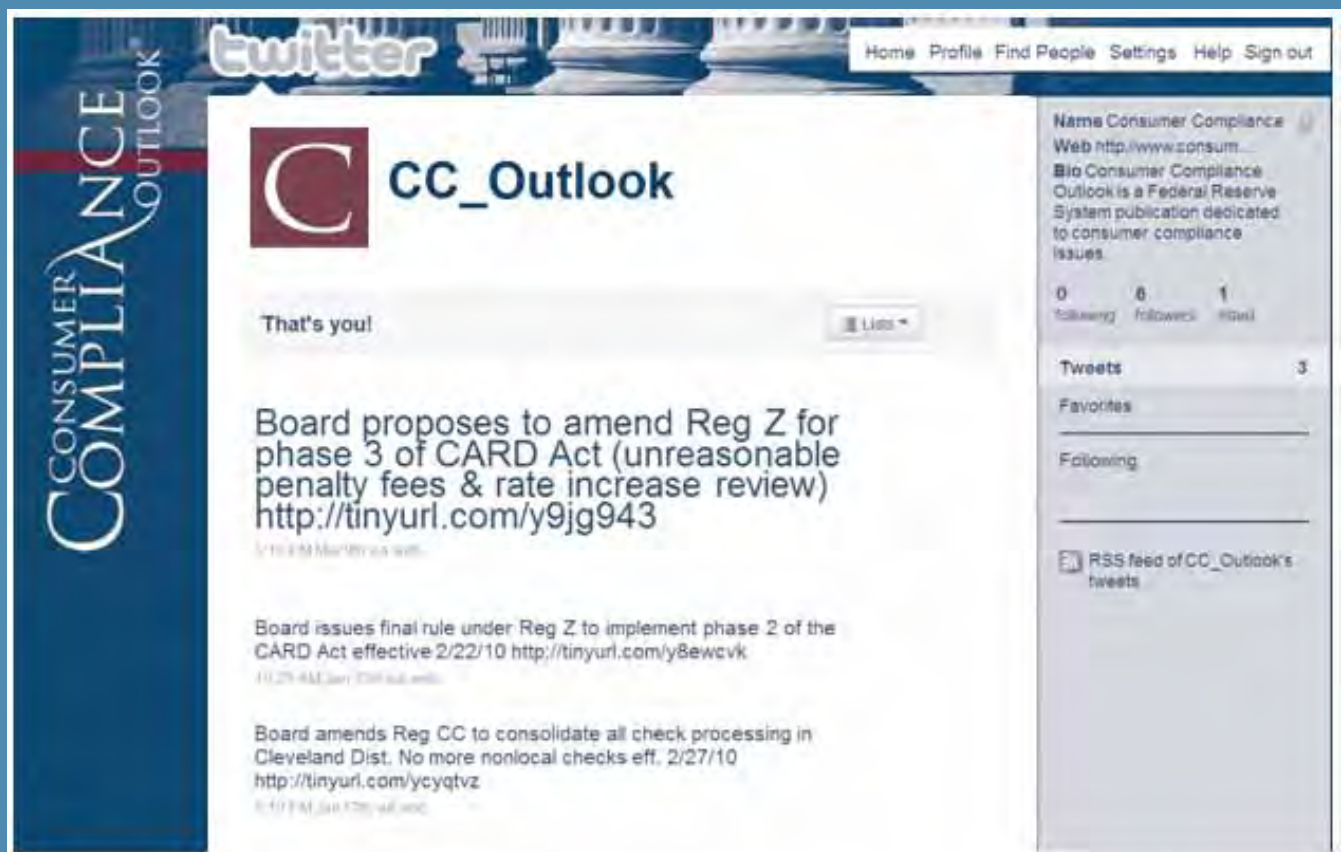 CONSUMER
COMPLIANCE
OUTLOOK
twitter
Home Profile Find People Settings Help Sign out
C
CC_Outlook
That's you!
Lists
Board proposes to amend Reg Z for
phase 3 of CARD Act (unreasonable
penalty fees & rate increase review)
http://tinyurl.com/y9jg943
Board issues final rule under Reg Z to implement phase 2 of the
CARD Act effective 2/22/10 http://tinyurl.com/y8ewcvk
Board amends Reg CC to consolidate all check processing in
Cleveland Dist. No more nonlocal checks eff. 2/27/10
http://tinyurl.com/ycyqtvz
Name Consumer Compliance
Web http://www.consum...
Bio Consumer Compliance
Outlook is a Federal Reserve
System publication dedicated
to consumer compliance
issues.
0 6 1
following followers listed
Tweets 3
Favorites
Following
RSS feed of CC_Outlook's
tweets